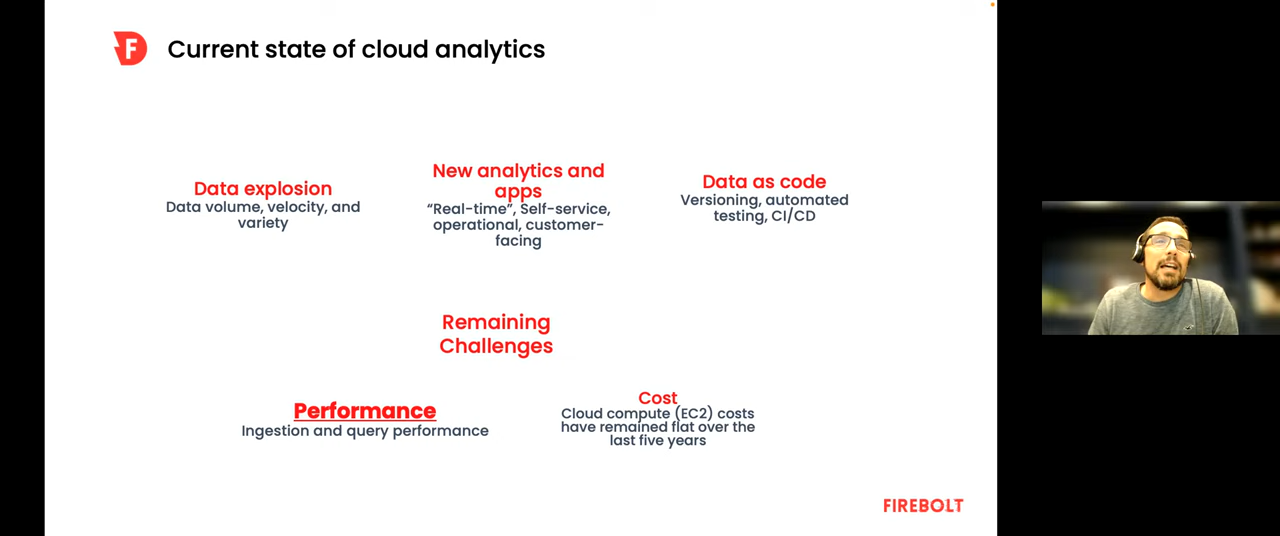 F
Current state of cloud analytics
Data explosion
Data volume, velocity, and
variety
New analytics and
apps
“Real-time”, Self-service,
operational, customer-
facing
Data as code
Versioning, automated
testing, CI/CD
Remaining
Challenges
Performance
Ingestion and query performance
Cost
Cloud compute (EC2) costs
have remained flat over the
last five years
FIREBOLT